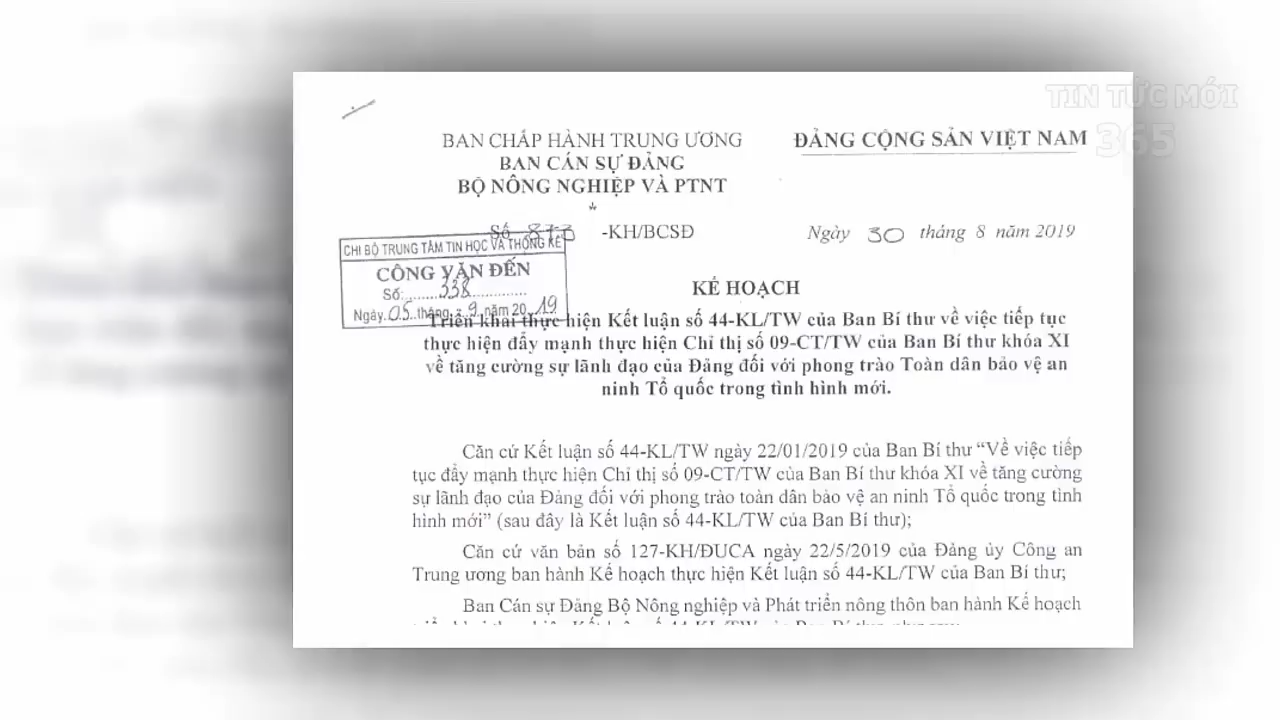 TIN TỨC MỚI
365
BAN CHẤP HÀNH TRUNG ƯƠNG
BAN CÁN SỰ ĐẢNG
BỘ NÔNG NGHIỆP VÀ PTNT
*
ĐẢNG CỘNG SẢN VIỆT NAM
Số -KH/BCSĐ
Ngày 30 tháng 8 năm 2019
CHI BỘ TRUNG TÂM TIN HỌC VÀ THỐNG KÊ
CÔNG VĂN ĐẾN
Số:.....338.....
Ngày.05..tháng..9.năm 20.19
KẾ HOẠCH
Triển khai thực hiện Kết luận số 44-KL/TW của Ban Bí thư về việc tiếp tục
thực hiện đẩy mạnh thực hiện Chỉ thị số 09-CT/TW của Ban Bí thư khóa XI
về tăng cường sự lãnh đạo của Đảng đối với phong trào Toàn dân bảo vệ an
ninh Tổ quốc trong tình hình mới.
Căn cứ Kết luận số 44-KL/TW ngày 22/01/2019 của Ban Bí thư “Về việc tiếp
tục đẩy mạnh thực hiện Chỉ thị số 09-CT/TW của Ban Bí thư khóa XI về tăng cường
sự lãnh đạo của Đảng đối với phong trào toàn dân bảo vệ an ninh Tổ quốc trong tình
hình mới” (sau đây là Kết luận số 44-KL/TW của Ban Bí thư);
Căn cứ văn bản số 127-KH/ĐUCA ngày 22/5/2019 của Đảng ủy Công an
Trung ương ban hành Kế hoạch thực hiện Kết luận số 44-KL/TW của Ban Bí thư;
Ban Cán sự Đảng Bộ Nông nghiệp và Phát triển nông thôn ban hành Kế hoạch